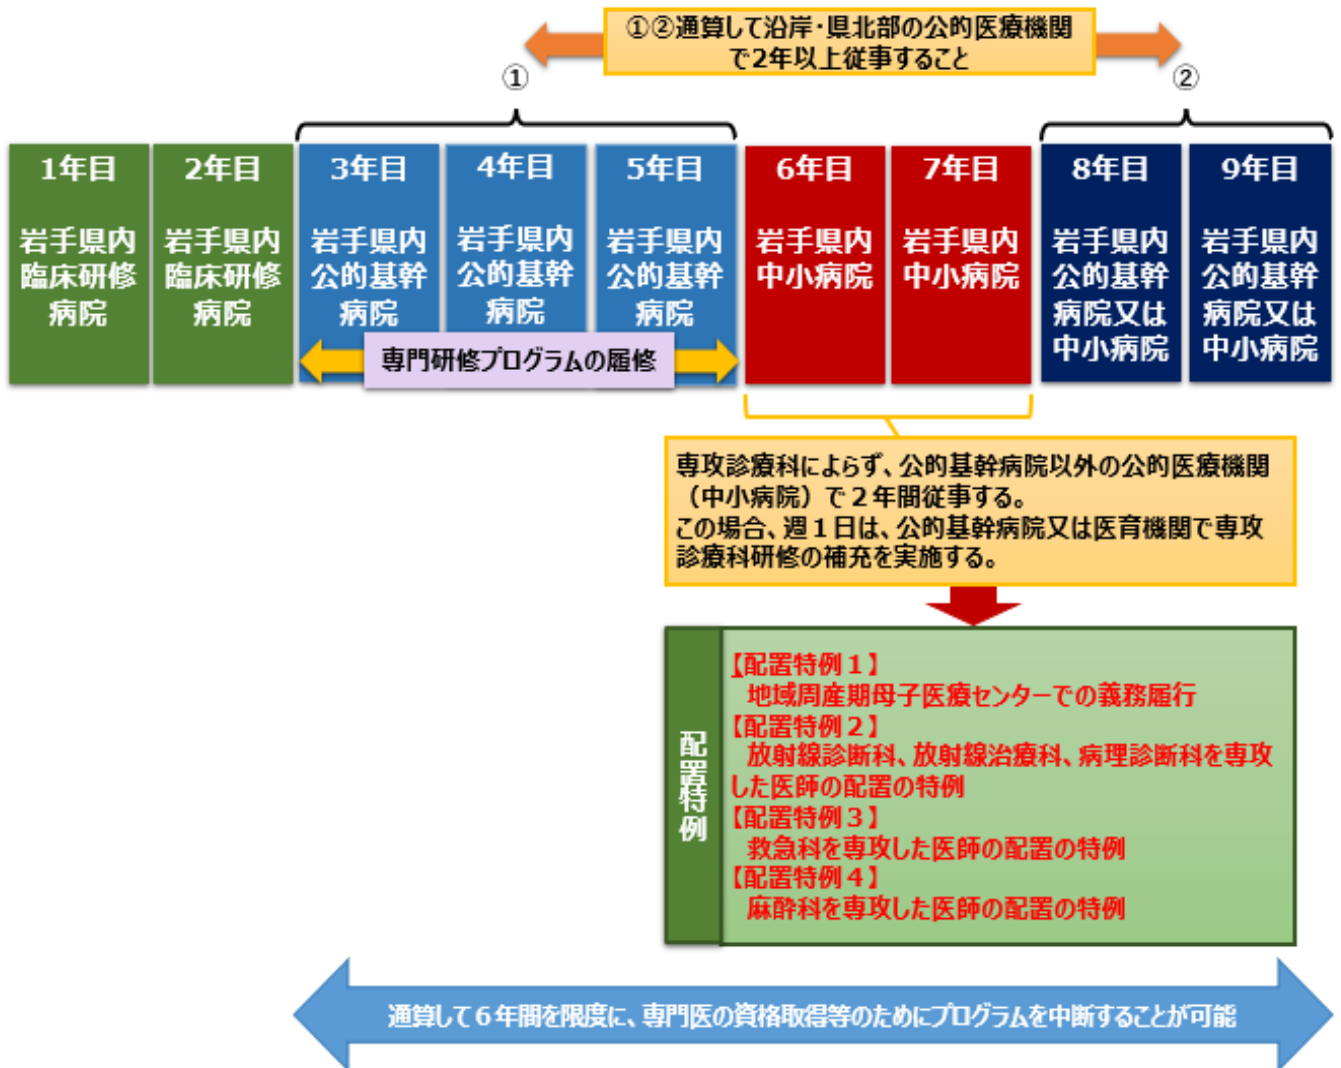 ①②通算して沿岸・県北部の公的医療機関
で2年以上従事すること
①
②
1年目
岩手県内
臨床研修
病院
2年目
岩手県内
臨床研修
病院
3年目
岩手県内
公的基幹
病院
4年目
岩手県内
公的基幹
病院
5年目
岩手県内
公的基幹
病院
6年目
岩手県内
中小病院
7年目
岩手県内
中小病院
8年目
岩手県内
公的基幹
病院又は
中小病院
9年目
岩手県内
公的基幹
病院又は
中小病院
専門研修プログラムの履修
専攻診療科によらず、公的基幹病院以外の公的医療機関
（中小病院）で２年間従事する。
この場合、週１日は、公的基幹病院又は医育機関で専攻
診療科研修の補充を実施する。
配置特例
【配置特例１】
地域周産期母子医療センターでの義務履行
【配置特例２】
放射線診断科、放射線治療科、病理診断科を専攻
した医師の配置の特例
【配置特例３】
救急科を専攻した医師の配置の特例
【配置特例４】
麻酔科を専攻した医師の配置の特例
通算して６年間を限度に、専門医の資格取得等のためにプログラムを中断することが可能